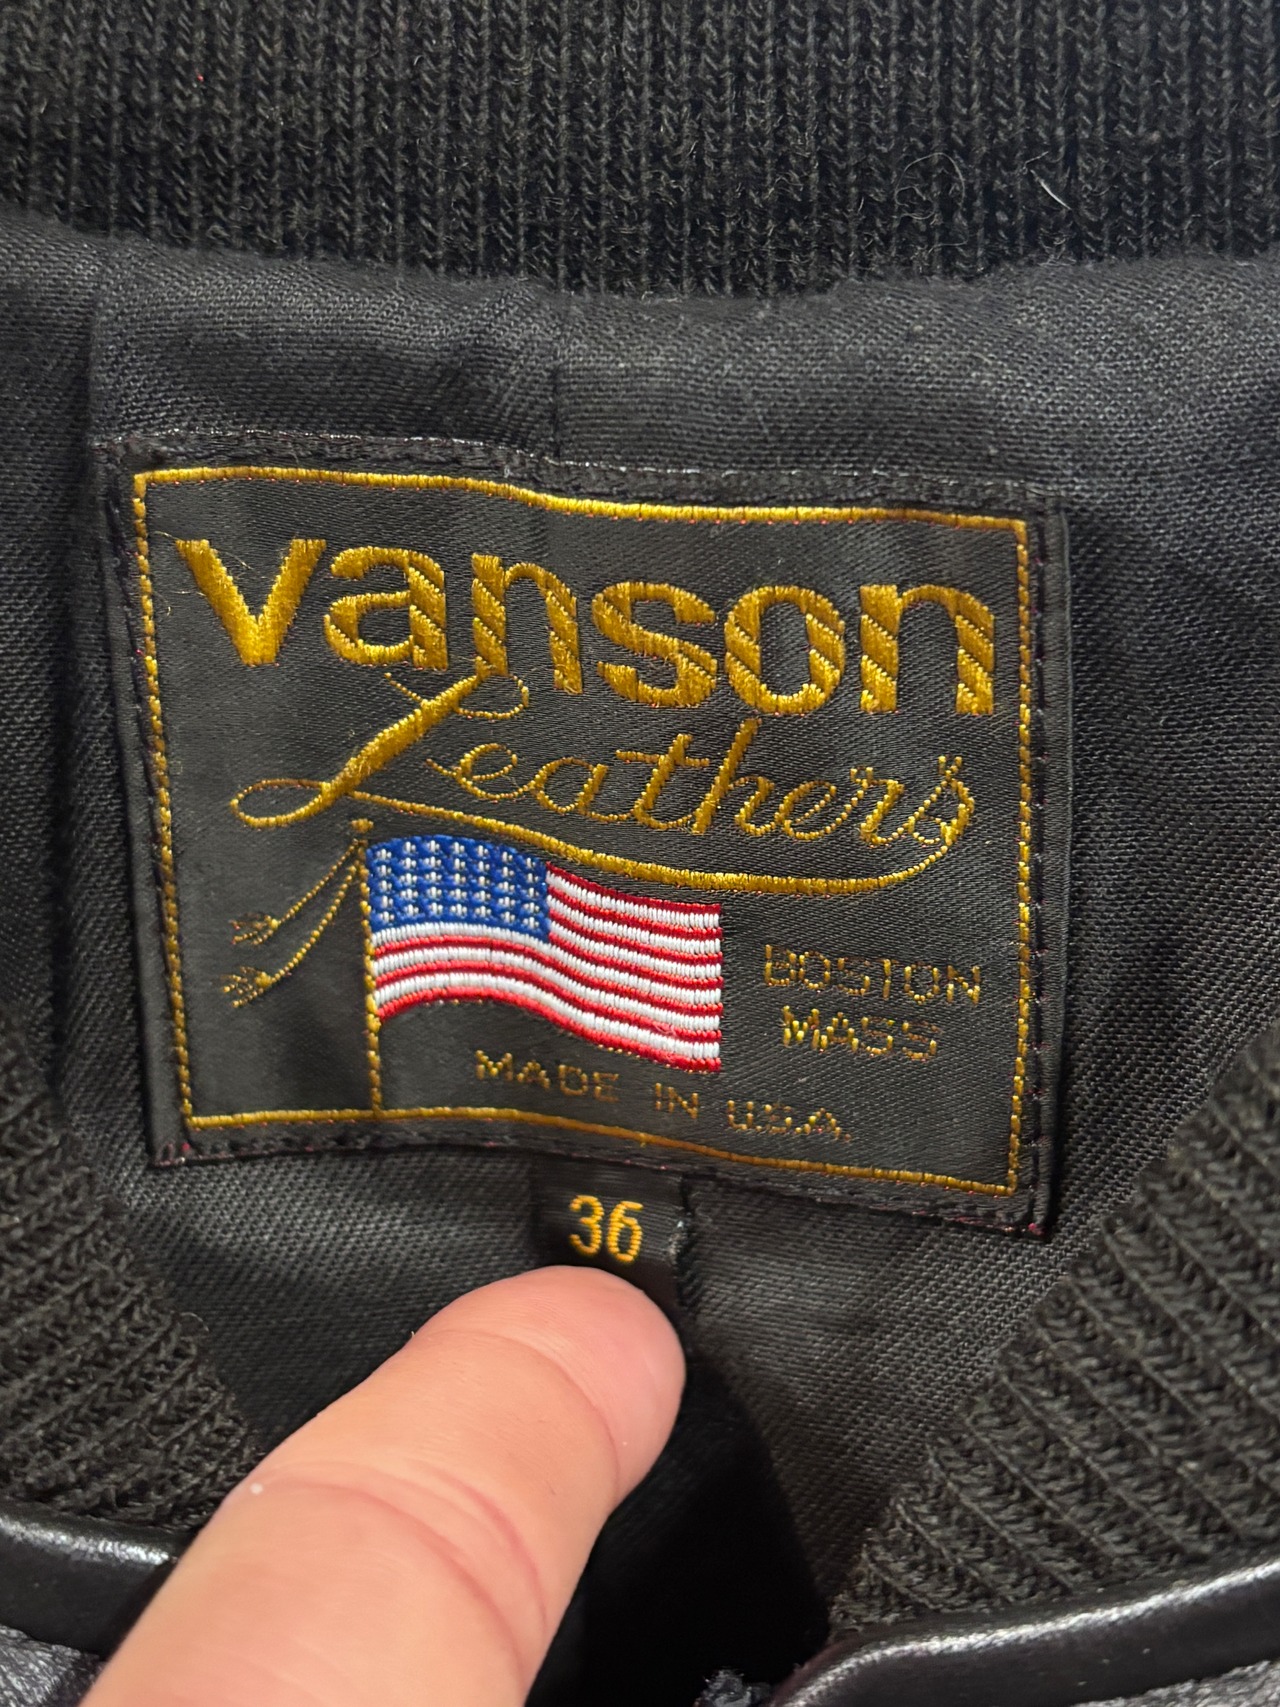 vanson
Leathers
BOSTON
MASS
MADE IN U.S.A.
36